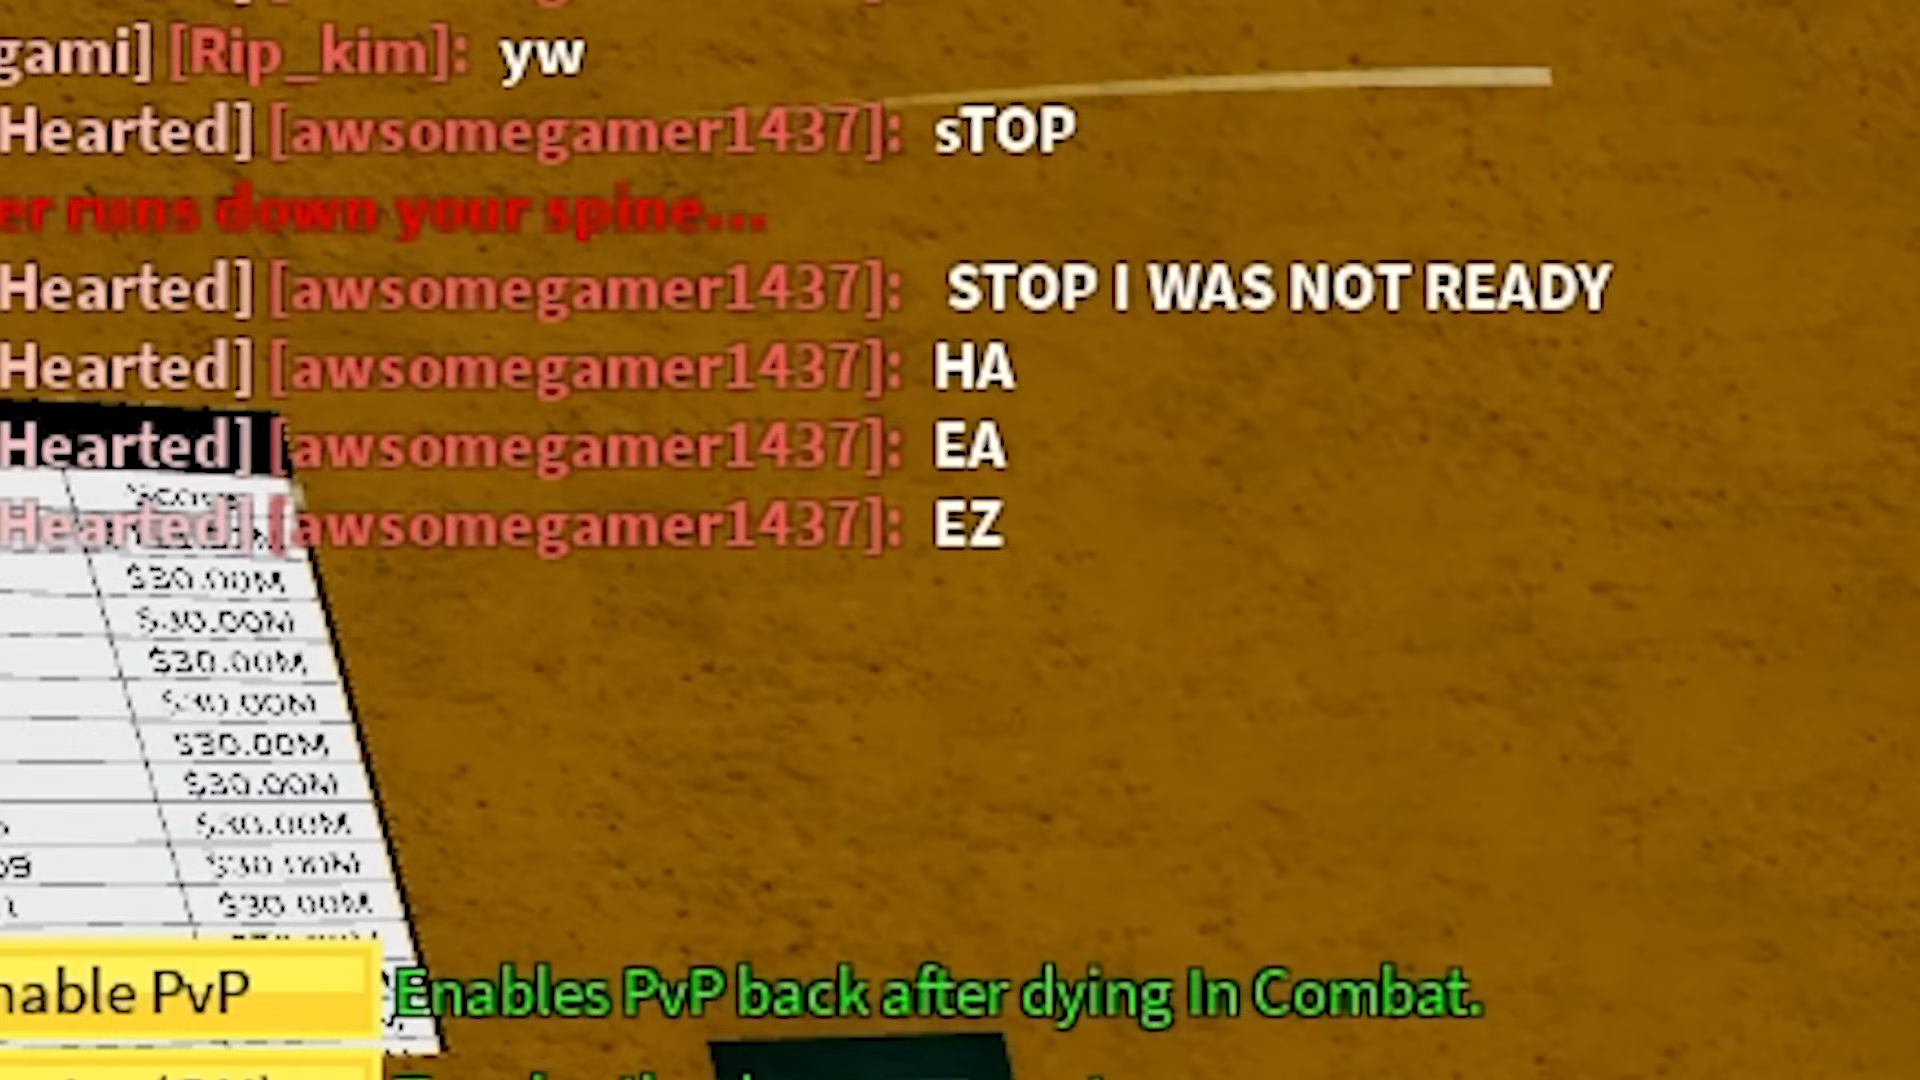 gami] [Rip_kim]: yw
Hearted] [awsomegamer1437]: sTOP
er runs down your spine...
Hearted] [awsomegamer1437]: STOP I WAS NOT READY
Hearted] [awsomegamer1437]: HA
Hearted] [awsomegamer1437]: EA
Hearted] [awsomegamer1437]: EZ
$30.00M
$30.00M
$30.00M
$30.00M
$30.00M
$30.00M
$30.00M
$30.00M
$30.00M
nable PvP Enables PvP back after dying In Combat.